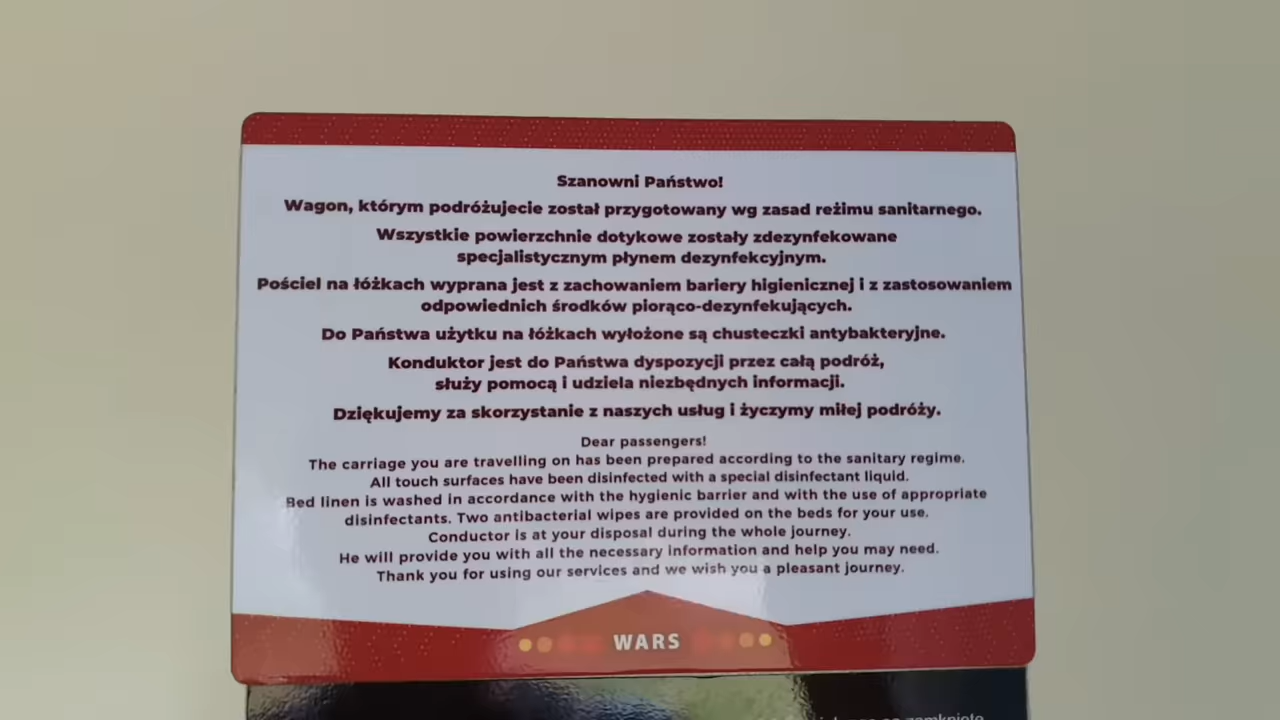 Szanowni Państwo!
Wagon, którym podróżujecie został przygotowany wg zasad reżimu sanitarnego.
Wszystkie powierzchnie dotykowe zostały zdezynfekowane
specjalistycznym płynem dezynfekcyjnym.
Pościel na łóżkach wyprana jest z zachowaniem bariery higienicznej i z zastosowaniem
odpowiednich środków piorąco-dezynfekujących.
Do Państwa użytku na łóżkach wyłożone są chusteczki antybakteryjne.
Konduktor jest do Państwa dyspozycji przez całą podróż,
służy pomocą i udziela niezbędnych informacji.
Dziękujemy za skorzystanie z naszych usług i życzymy miłej podróży.
Dear passengers!
The carriage you are travelling on has been prepared according to the sanitary regime.
All touch surfaces have been disinfected with a special disinfectant liquid.
Bed linen is washed in accordance with the hygienic barrier and with the use of appropriate
disinfectants. Two antibacterial wipes are provided on the beds for your use.
Conductor is at your disposal during the whole journey.
He will provide you with all the necessary information and help you may need.
Thank you for using our services and we wish you a pleasant journey.
WARS